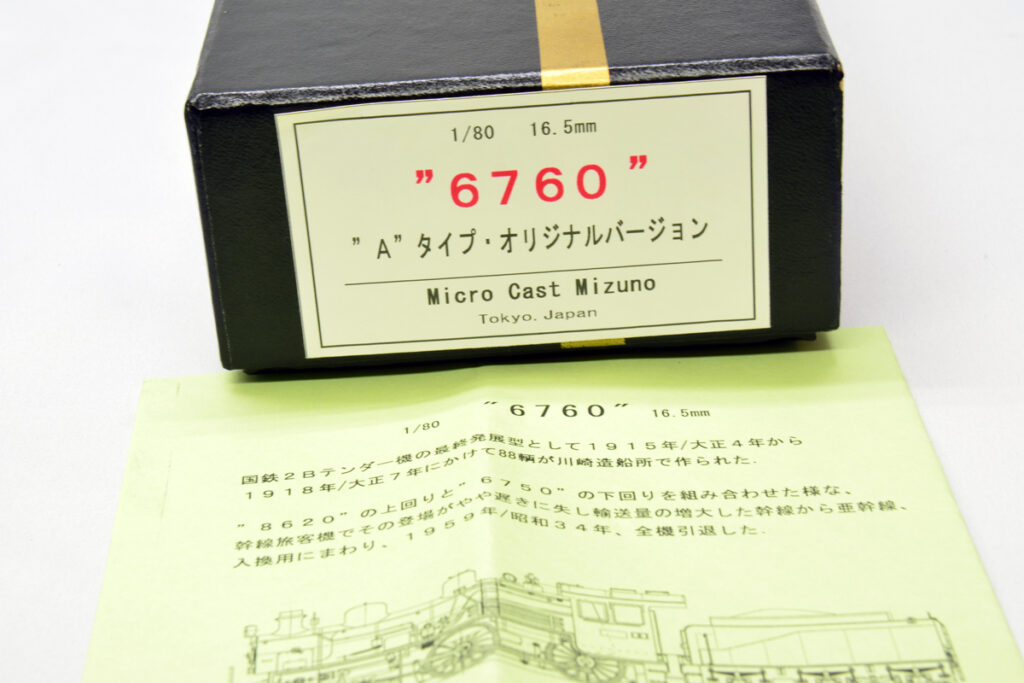 1/80 16.5mm
”6760”
”A”タイプ・オリジナルバージョン
Micro Cast Mizuno
Tokyo. Japan
1/80 ”6760” 16.5mm
国鉄2Bテンダー機の最終発展型として1915年/大正4年から
1918年/大正7年にかけて88輌が川崎造船所で作られた.
”8620”の上回りと”6750”の下回りを組み合わせた様な、
幹線旅客機でその登場がやや遅きに失し輸送量の増大した幹線から亜幹線、
入換用にまわり、1959年/昭和34年、全機引退した.